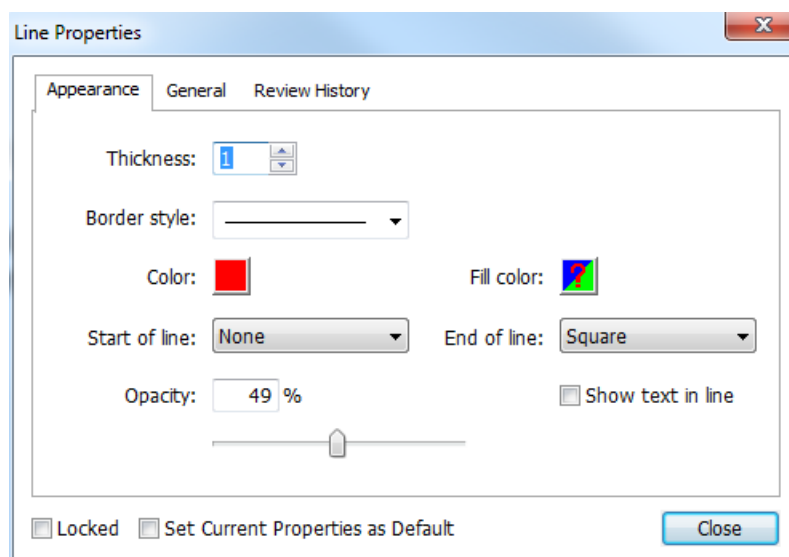 Line Properties
Appearance General Review History
Thickness: 1
Border style:
Color: Fill color: ?
Start of line: None End of line: Square
Opacity: 49 % Show text in line
Locked Set Current Properties as Default Close